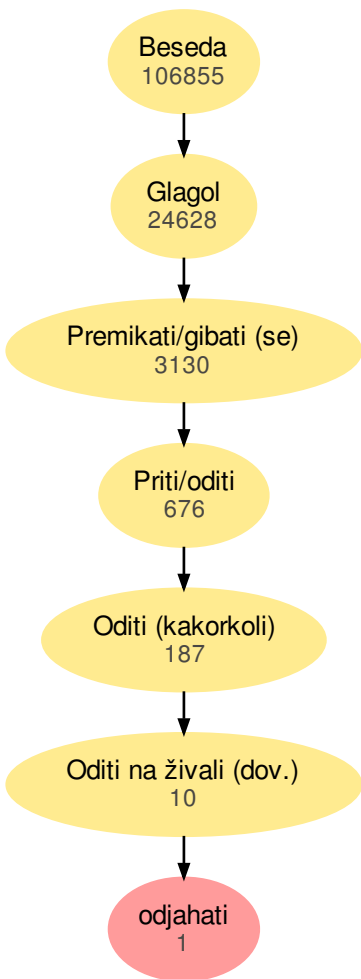 Beseda
106855
Glagol
24628
Premikati/gibati (se)
3130
Priti/oditi
676
Oditi (kakorkoli)
187
Oditi na živali (dov.)
10
odjahati
1